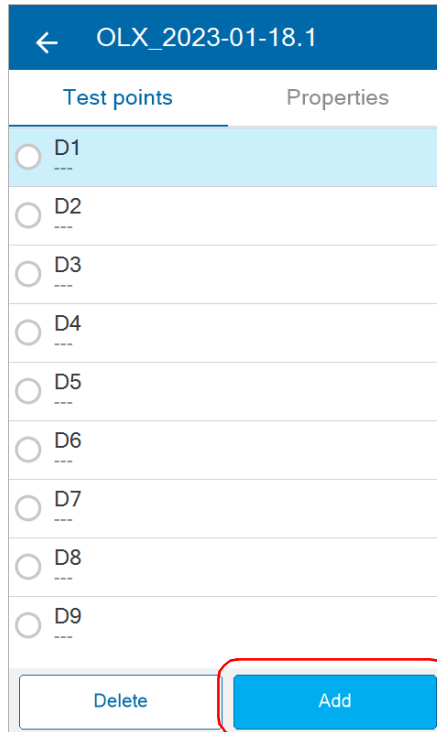 OLX_2023-01-18.1
Test points Properties
D1
---
D2
---
D3
---
D4
---
D5
---
D6
---
D7
---
D8
---
D9
---
Delete Add